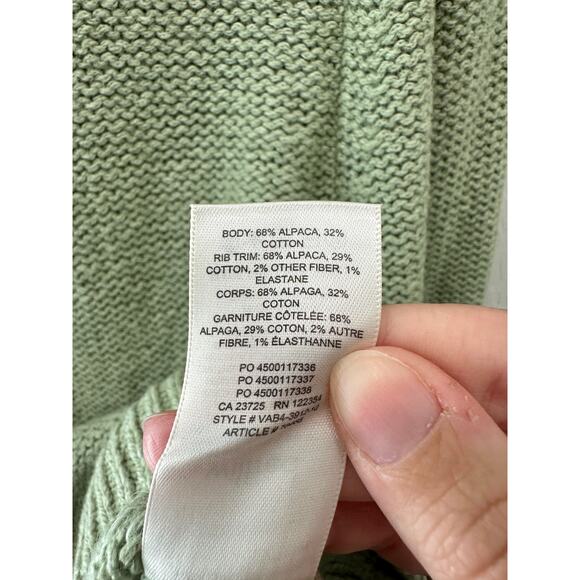 BODY: 68% ALPACA, 32%
COTTON
RIB TRIM: 68% ALPACA, 29%
COTTON, 2% OTHER FIBER, 1%
ELASTANE
CORPS: 68% ALPAGA, 32%
COTON
GARNITURE CÔTELÉE: 68%
ALPAGA, 29% COTON, 2% AUTRE
FIBRE, 1% ÉLASTHANNE
PO 4500117336
PO 4500117337
PO 4500117338
CA 23725 RN 122354
STYLE #
ARTICLE #